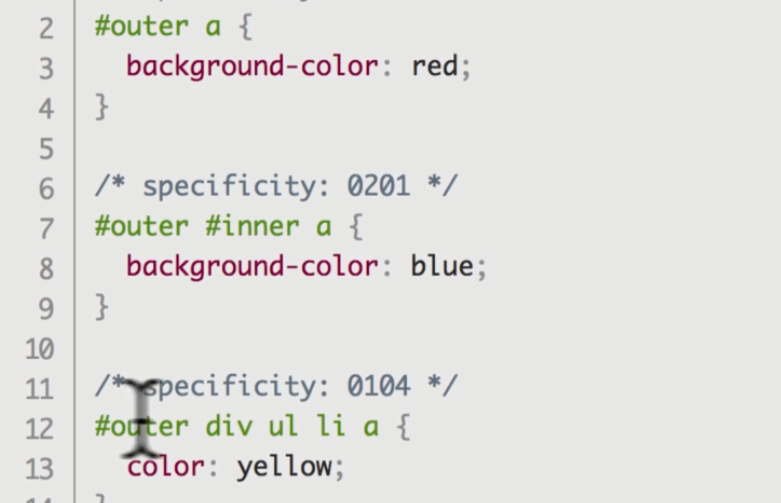 2 #outer a {
3 background-color: red;
4 }
5
6 /* specificity: 0201 */
7 #outer #inner a {
8 background-color: blue;
9 }
10
11 /* specificity: 0104 */
12 #outer div ul li a {
13 color: yellow;